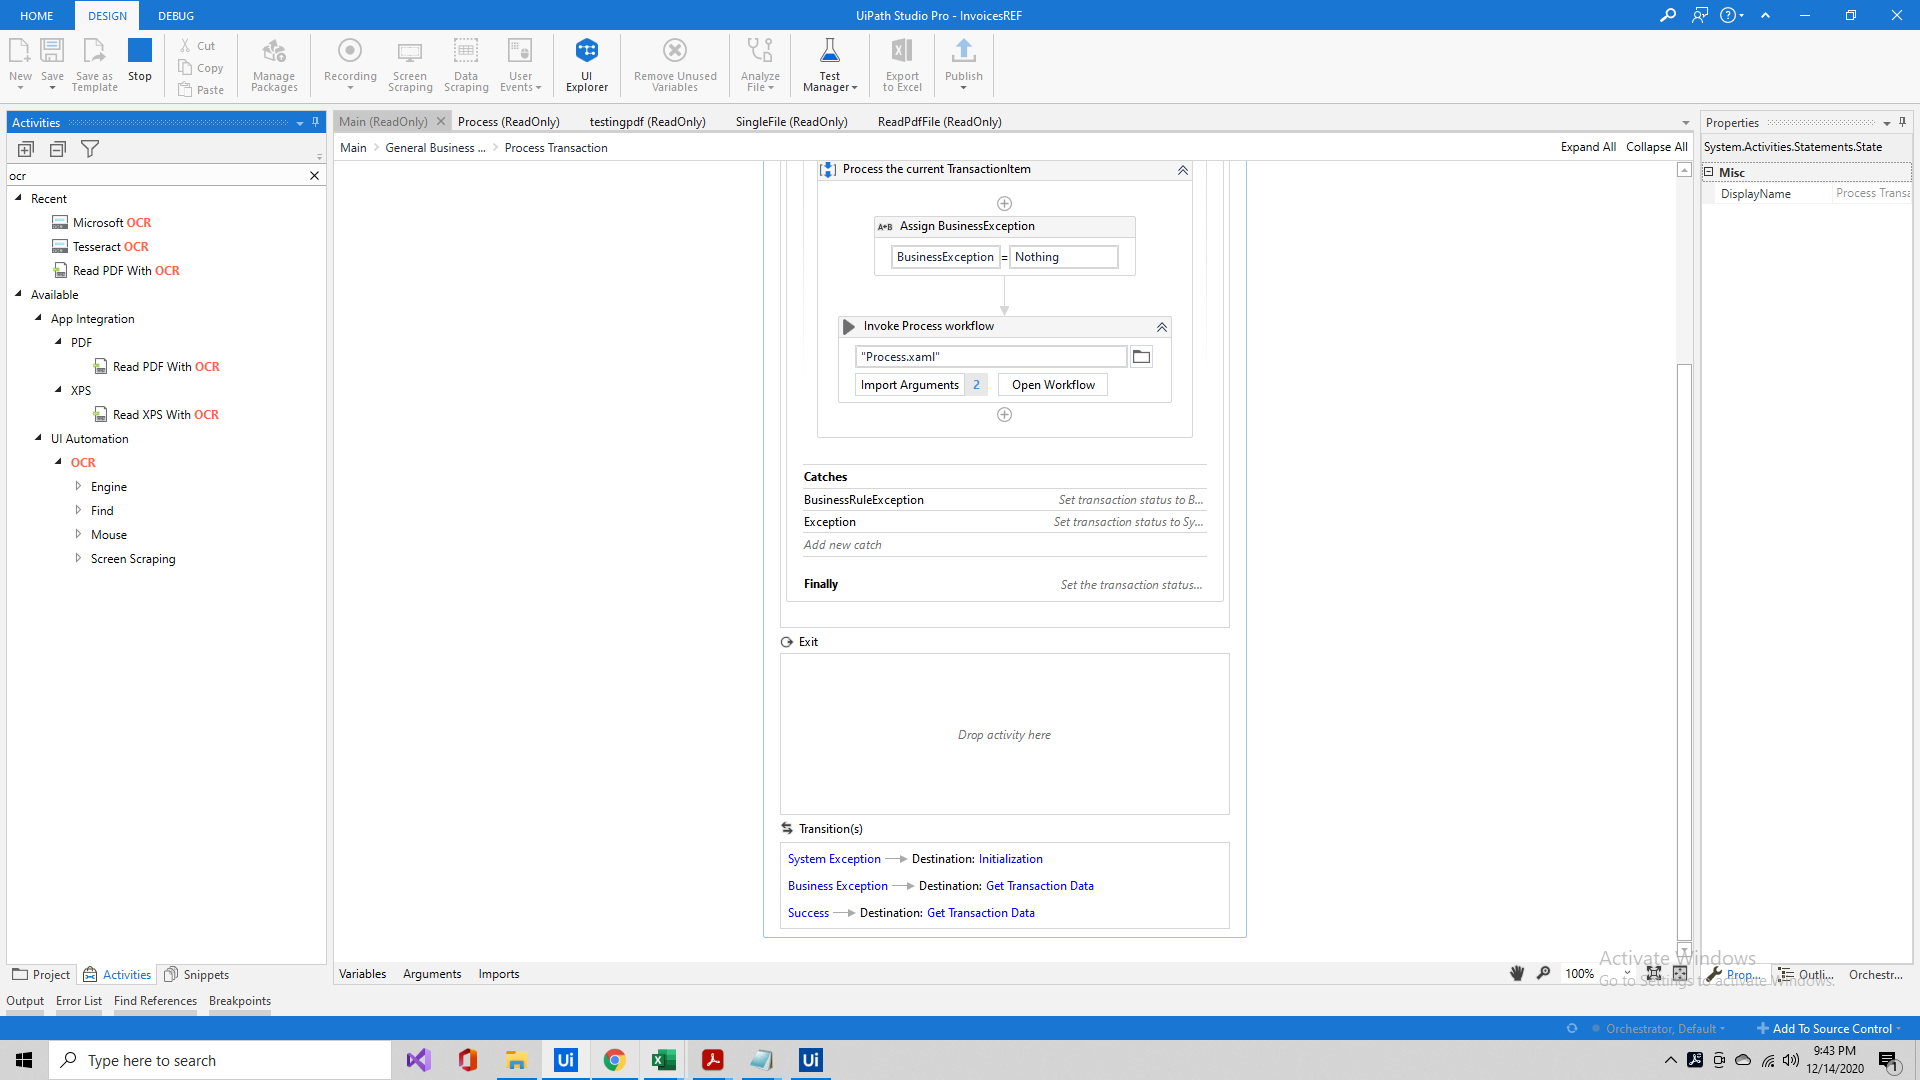 HOME DESIGN DEBUG UiPath Studio Pro - InvoicesREF
New Save Save as Template Stop Cut Copy Paste Manage Packages Recording Screen Scraping Data Scraping User Events UI Explorer Remove Unused Variables Analyze File Test Manager Export to Excel Publish
Activities
ocr
Recent
Microsoft OCR
Tesseract OCR
Read PDF With OCR
Available
App Integration
PDF
Read PDF With OCR
XPS
Read XPS With OCR
UI Automation
OCR
Engine
Find
Mouse
Screen Scraping
Project Activities Snippets
Main (ReadOnly) Process (ReadOnly) testingpdf (ReadOnly) SingleFile (ReadOnly) ReadPdfFile (ReadOnly)
Main General Business ... Process Transaction Expand All Collapse All
Process the current TransactionItem
A+B Assign BusinessException
BusinessException = Nothing
Invoke Process workflow
"Process.xaml"
Import Arguments 2 Open Workflow
Catches
BusinessRuleException Set transaction status to B...
Exception Set transaction status to Sy...
Add new catch
Finally Set the transaction status...
Exit
Drop activity here
Transition(s)
System Exception Destination: Initialization
Business Exception Destination: Get Transaction Data
Success Destination: Get Transaction Data
Variables Arguments Imports 100%
Properties
System.Activities.Statements.State
Misc
DisplayName Process Transa
Activate Windows
Go to Settings to activate Windows.
Prop... Outli... Orchestr...
Output Error List Find References Breakpoints
Orchestrator, Default Add To Source Control
Type here to search
Ui
Ui
9:43 PM
12/14/2020
1